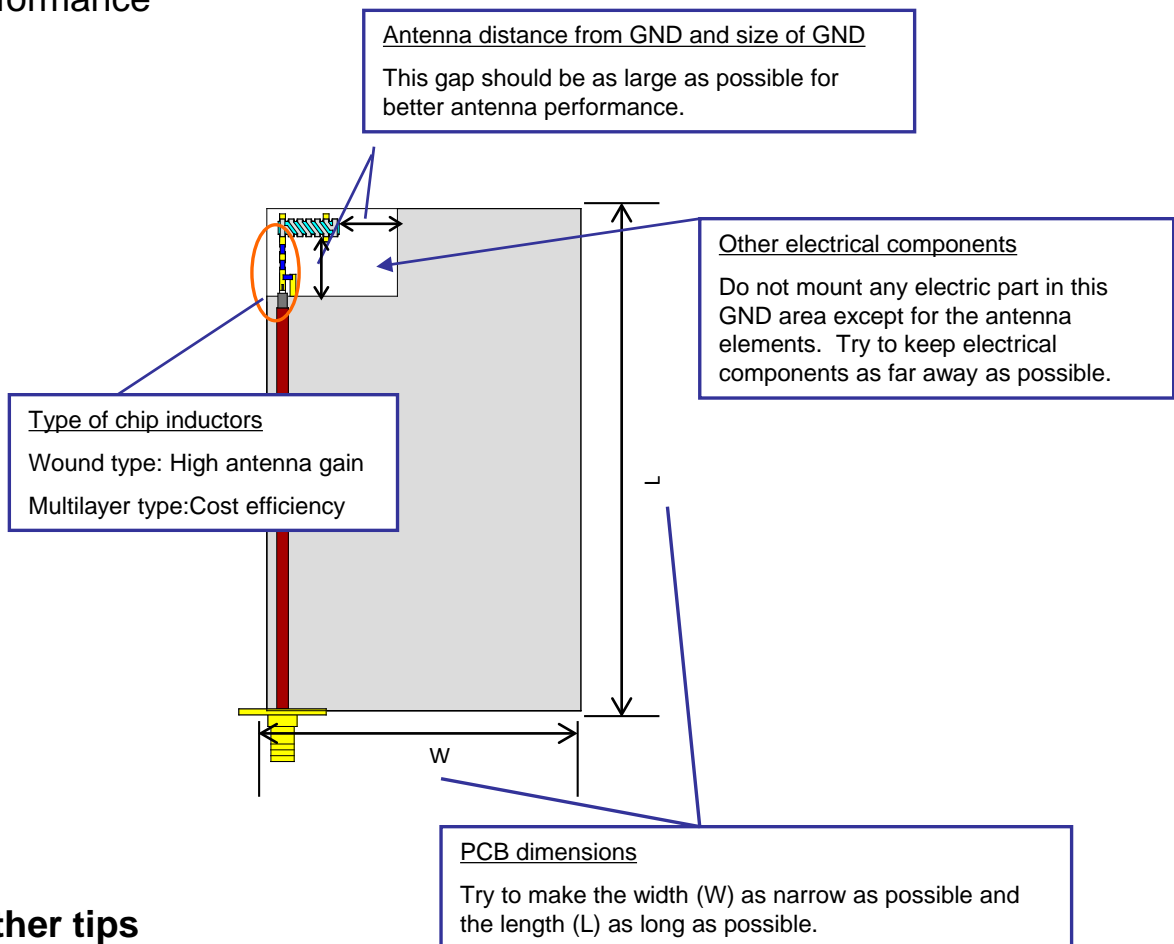 formance
Antenna distance from GND and size of GND
This gap should be as large as possible for
better antenna performance.
Other electrical components
Do not mount any electric part in this
GND area except for the antenna
elements.  Try to keep electrical
components as far away as possible.
Type of chip inductors
Wound type: High antenna gain
Multilayer type:Cost efficiency
L
W
PCB dimensions
Try to make the width (W) as narrow as possible and
the length (L) as long as possible.
ther tips